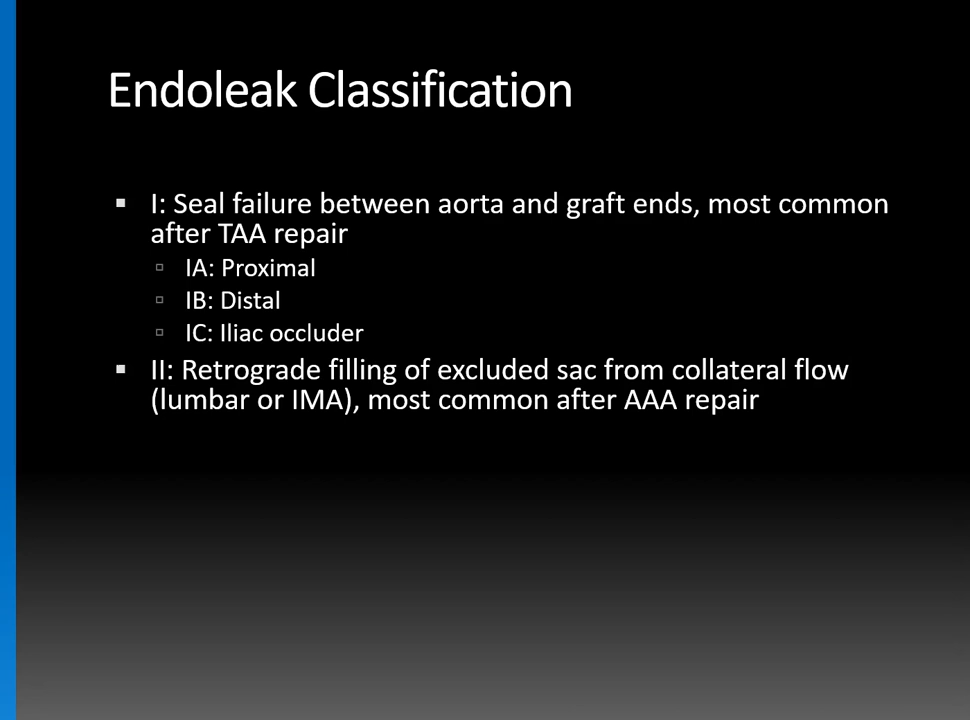 Endoleak Classification
I: Seal failure between aorta and graft ends, most common
after TAA repair
IA: Proximal
IB: Distal
IC: Iliac occluder
II: Retrograde filling of excluded sac from collateral flow
(lumbar or IMA), most common after AAA repair